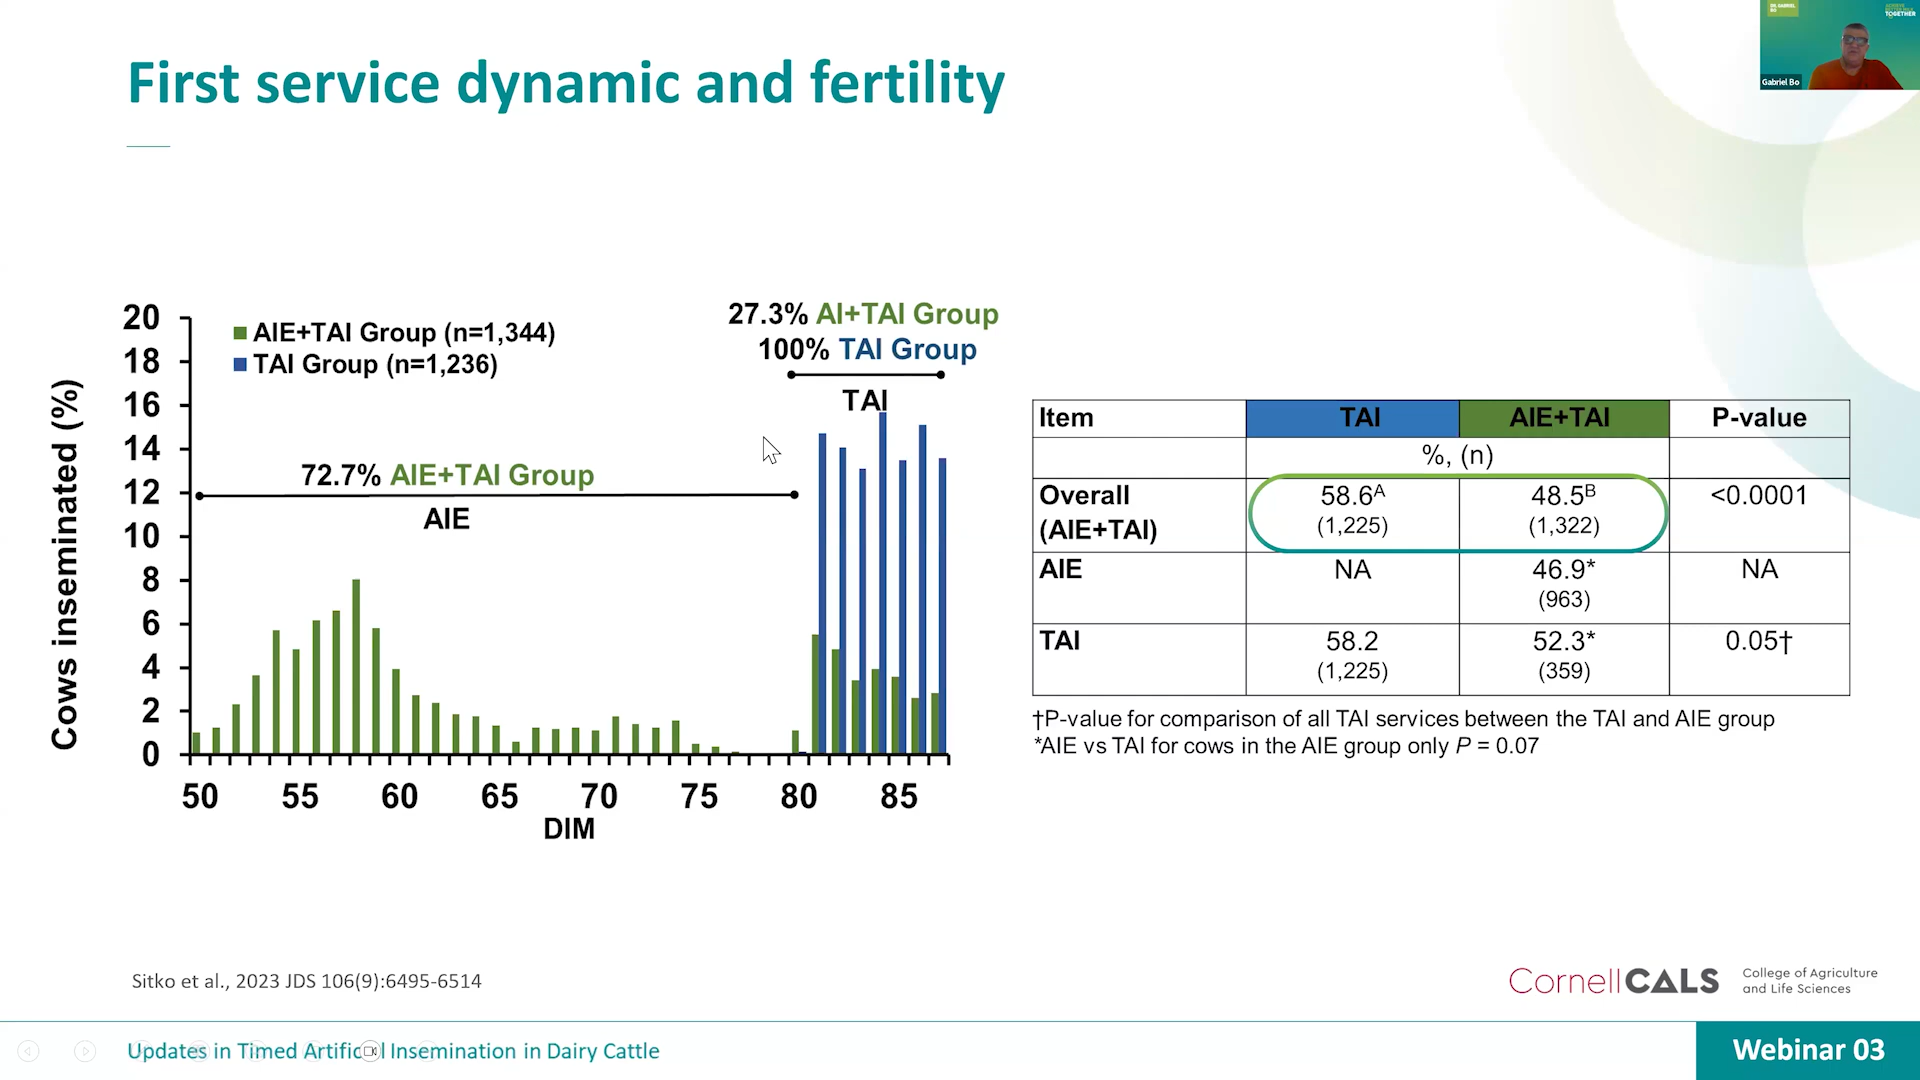 First service dynamic and fertility
DR. GABRIEL
BO
TOGETHER
Gabriel Bo
20
18
16
14
12
10
8
6
4
2
0
Cows inseminated (%)
AIE+TAI Group (n=1,344)
TAI Group (n=1,236)
27.3% AI+TAI Group
100% TAI Group
TAI
72.7% AIE+TAI Group
AIE
50 55 60 65 70 75 80 85
DIM
Item TAI AIE+TAI P-value
%, (n)
Overall 58.6A 48.5B <0.0001
(AIE+TAI) (1,225) (1,322)
AIE NA 46.9* NA
(963)
TAI 58.2 52.3* 0.05†
(1,225) (359)
†P-value for comparison of all TAI services between the TAI and AIE group
*AIE vs TAI for cows in the AIE group only P = 0.07
Sitko et al., 2023 JDS 106(9):6495-6514
CornellCALS College of Agriculture
and Life Sciences
Updates in Timed Artificial Insemination in Dairy Cattle
Webinar 03